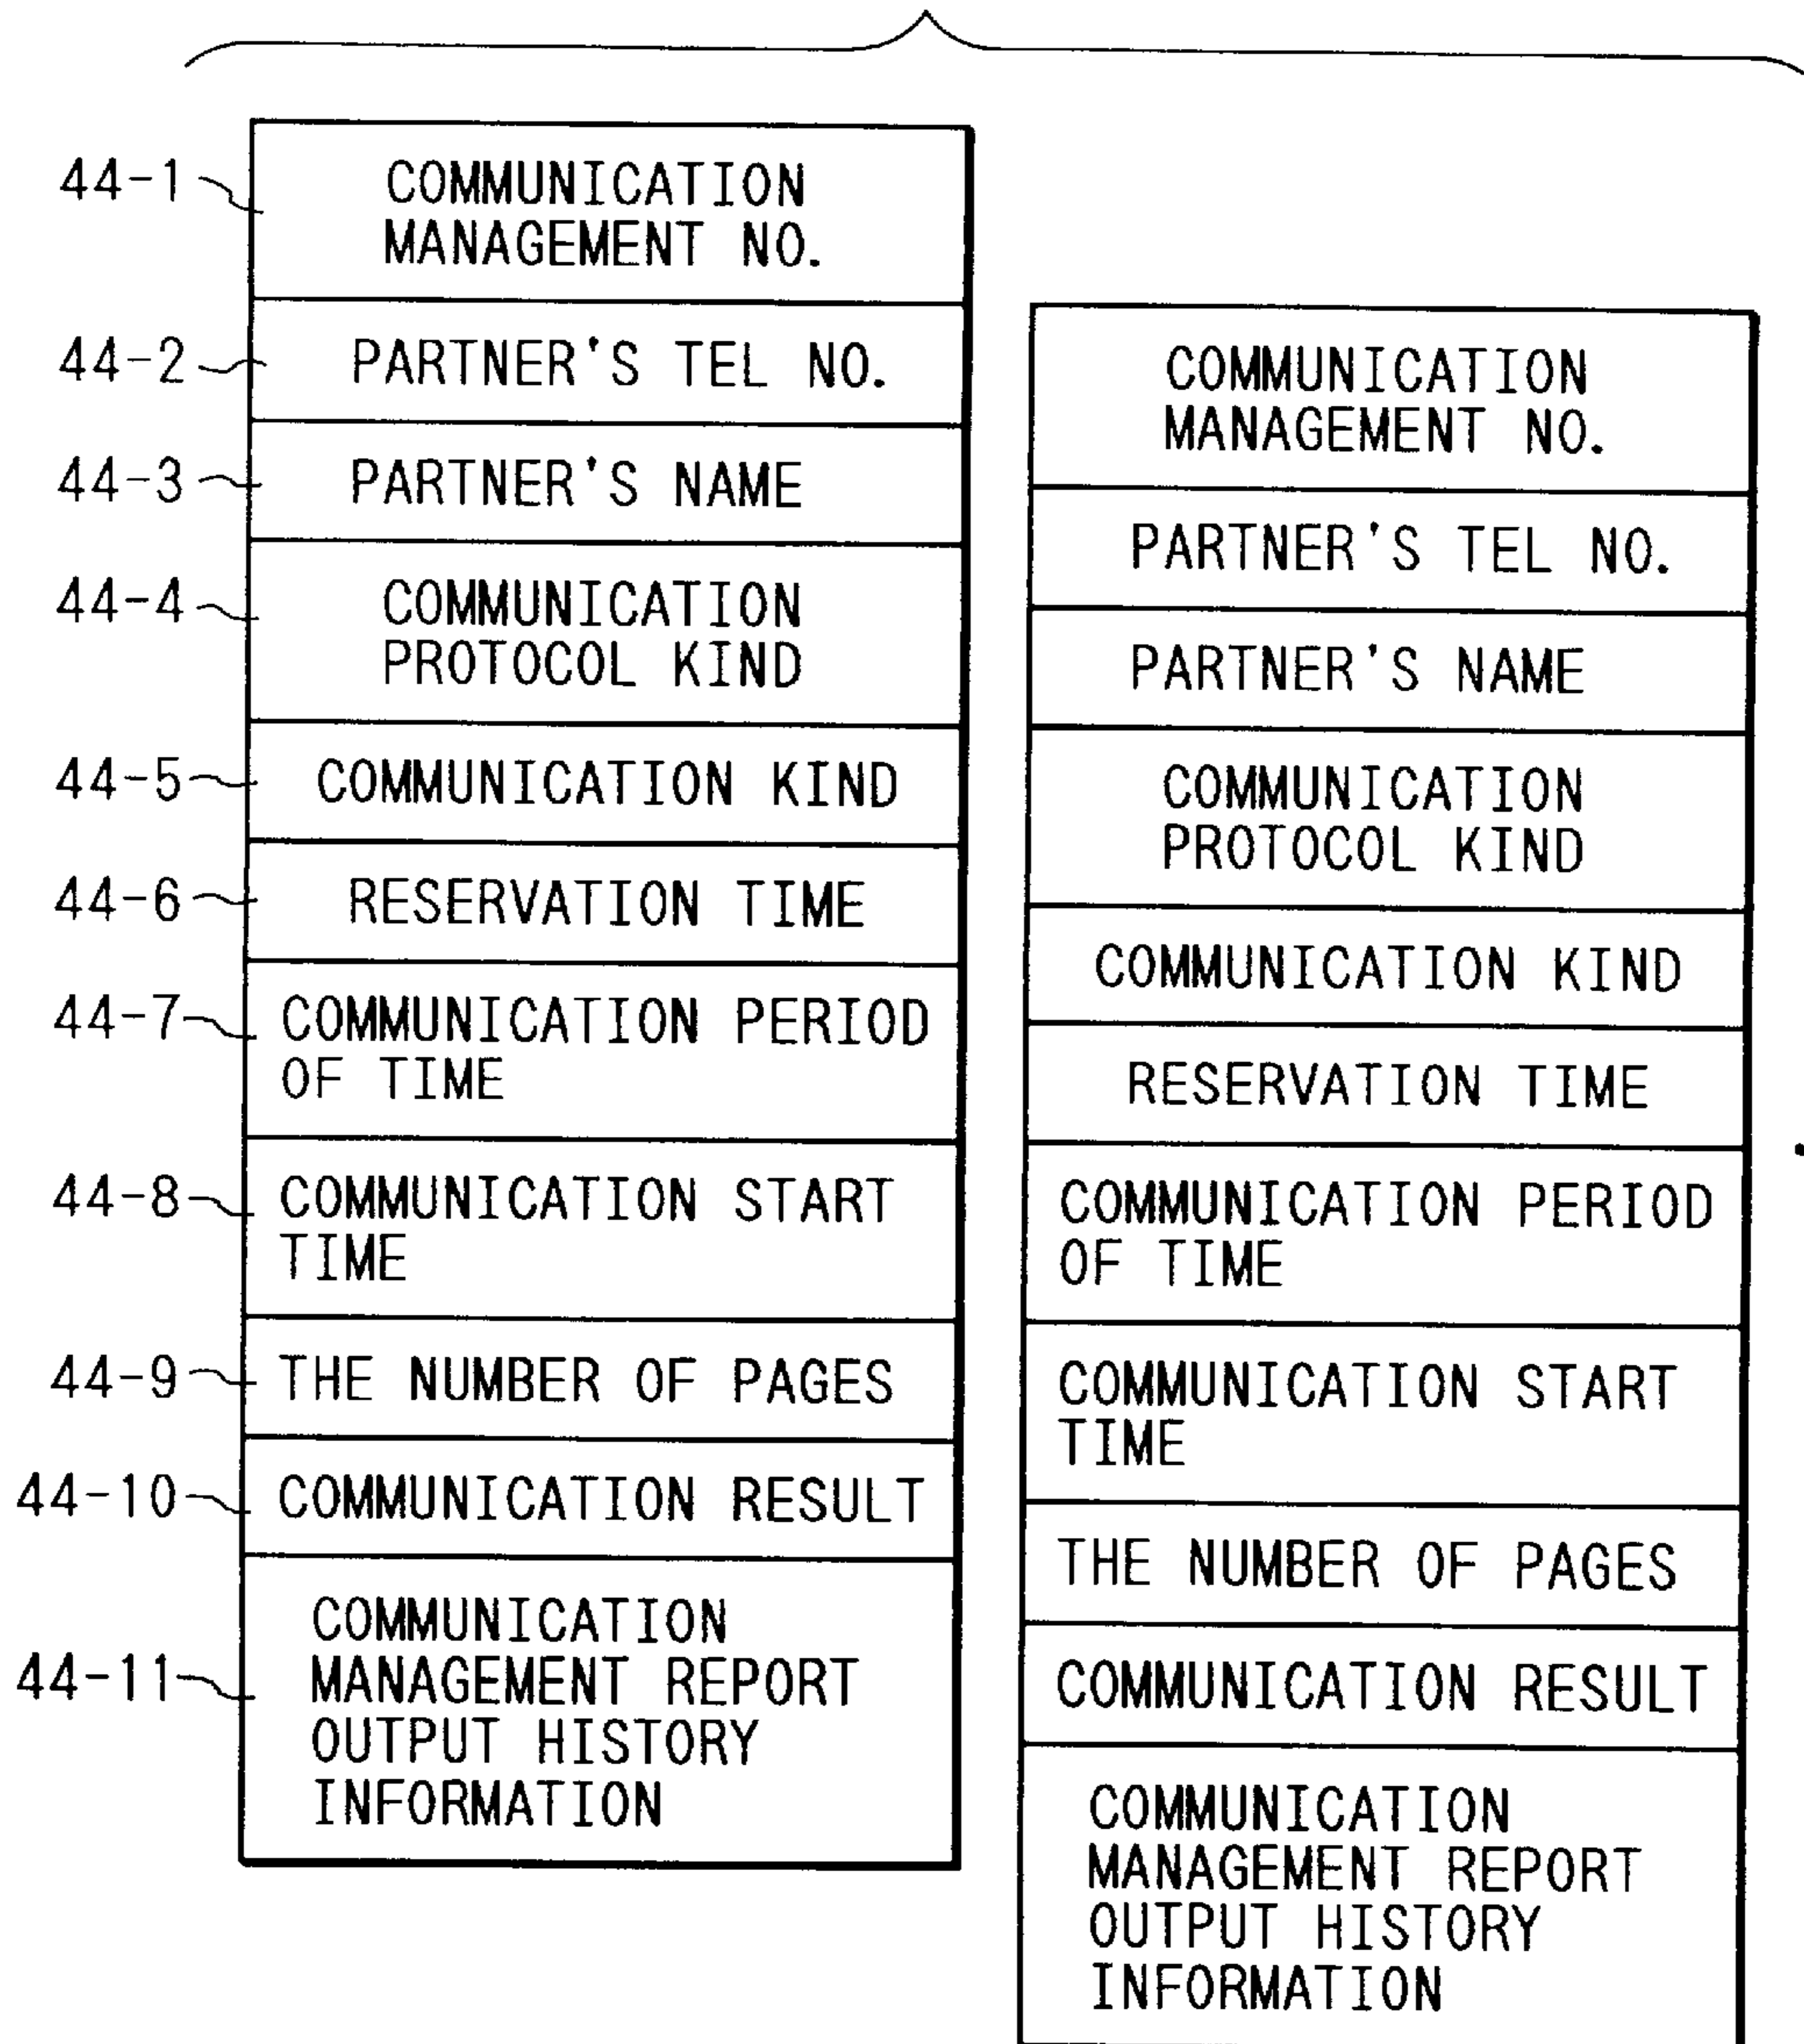 44-1
COMMUNICATION
MANAGEMENT NO.
44-2
PARTNER'S TEL NO.
44-3
PARTNER'S NAME
44-4
COMMUNICATION
PROTOCOL KIND
44-5
COMMUNICATION KIND
44-6
RESERVATION TIME
44-7
COMMUNICATION PERIOD
OF TIME
44-8
COMMUNICATION START
TIME
44-9
THE NUMBER OF PAGES
44-10
COMMUNICATION RESULT
44-11
COMMUNICATION
MANAGEMENT REPORT
OUTPUT HISTORY
INFORMATION
COMMUNICATION
MANAGEMENT NO.
PARTNER'S TEL NO.
PARTNER'S NAME
COMMUNICATION
PROTOCOL KIND
COMMUNICATION KIND
RESERVATION TIME
COMMUNICATION PERIOD
OF TIME
COMMUNICATION START
TIME
THE NUMBER OF PAGES
COMMUNICATION RESULT
COMMUNICATION
MANAGEMENT REPORT
OUTPUT HISTORY
INFORMATION